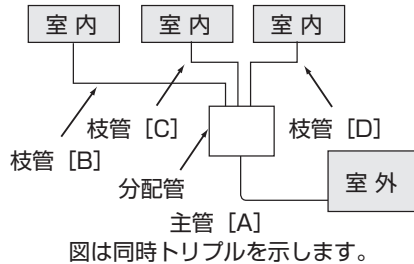 室内 室内 室内
枝管 [C] 枝管 [D]
枝管 [B]
分配管 室外
主管 [A]
図は同時トリプルを示します。